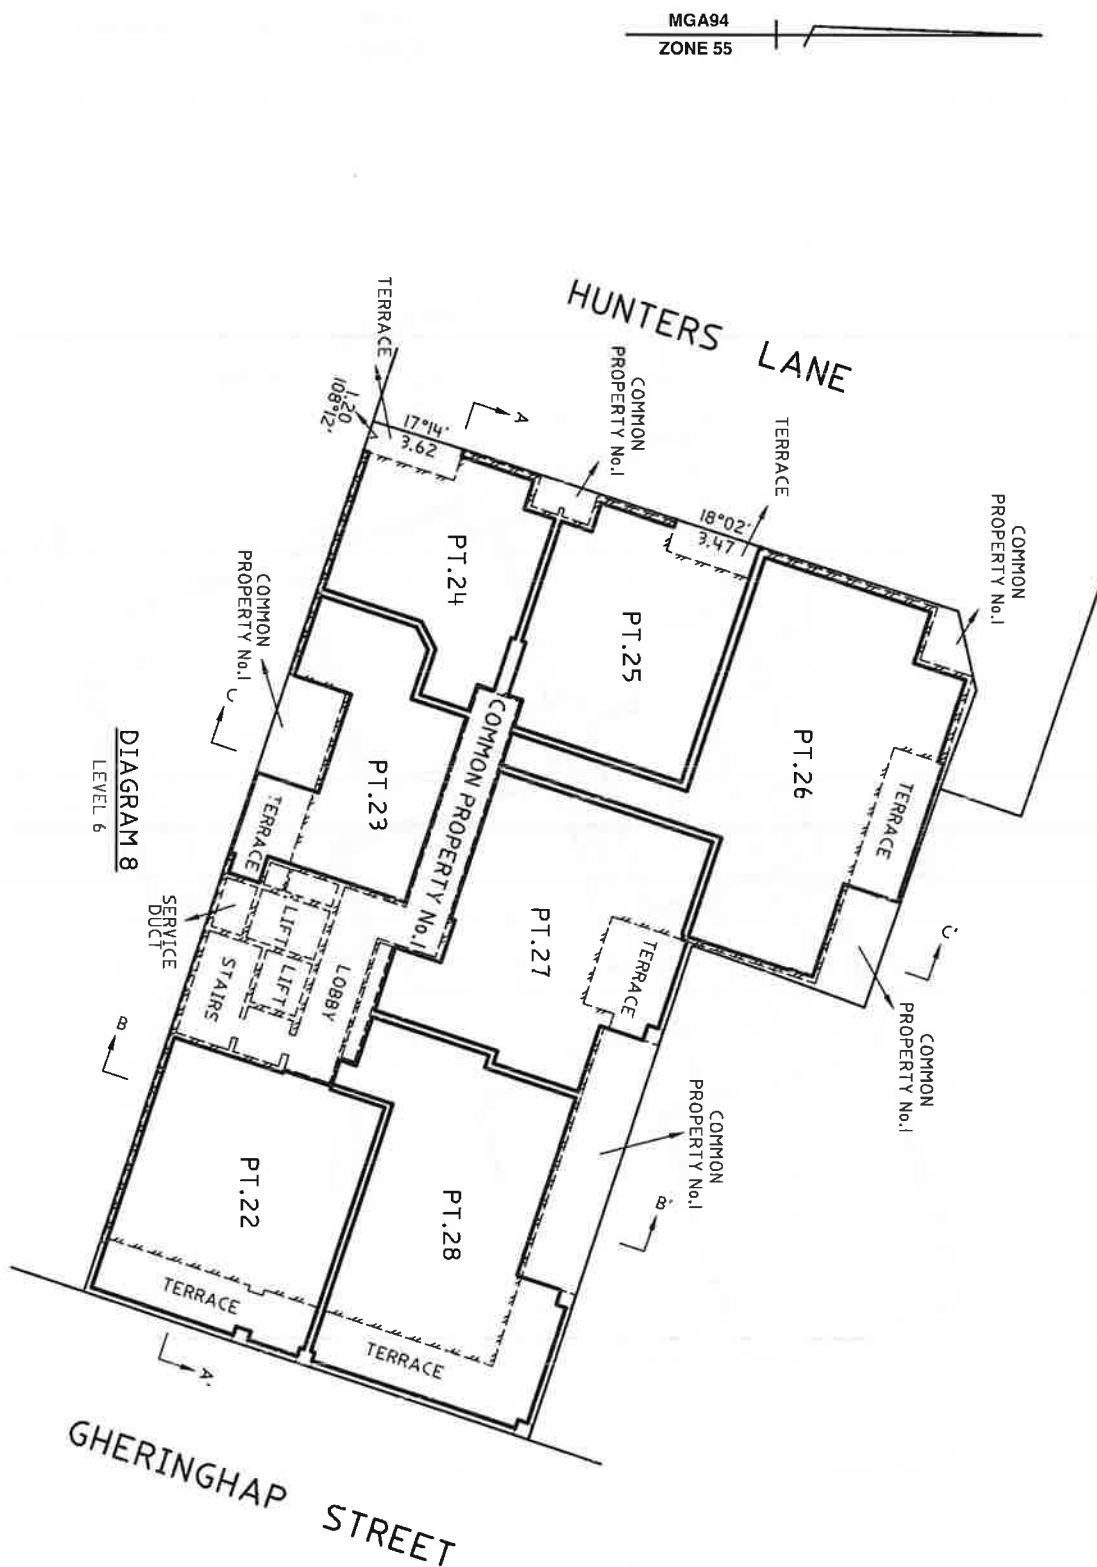 MGA94
ZONE 55
HUNTERS LANE
TERRACE
1.20
108°12'
17°14'
3.62
A
COMMON
PROPERTY No.1
TERRACE
18°02'
3.47
COMMON
PROPERTY No.1
PT.24
PT.25
PT.26
TERRACE
COMMON
PROPERTY No.1
C
COMMON PROPERTY No.1
PT.23
TERRACE
DIAGRAM 8
LEVEL 6
SERVICE
DUCT
LIFT
LIFT
STAIRS
LOBBY
PT.27
TERRACE
C'
COMMON
PROPERTY No.1
B
COMMON
PROPERTY No.1
B'
PT.22
PT.28
TERRACE
TERRACE
A'
GHERINGHAP STREET